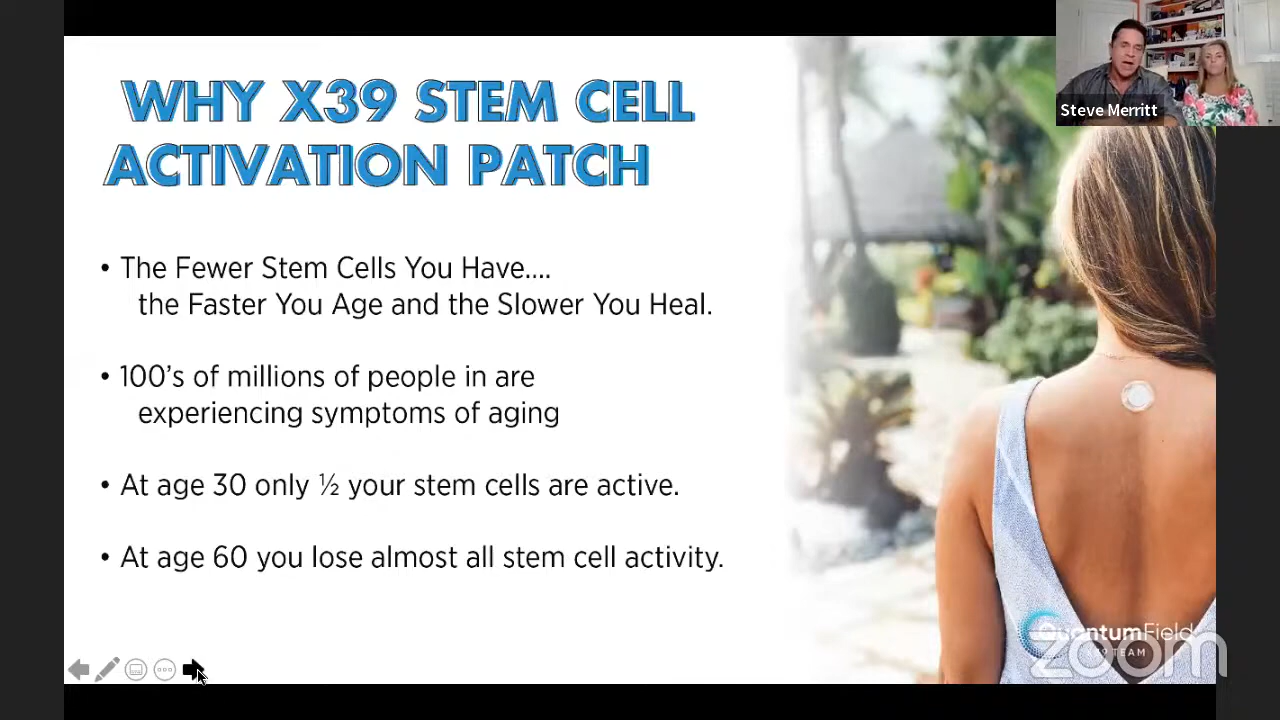 WHY X39 STEM CELL
ACTIVATION PATCH
Steve Merritt
• The Fewer Stem Cells You Have....
the Faster You Age and the Slower You Heal.
• 100's of millions of people in are
experiencing symptoms of aging
• At age 30 only ½ your stem cells are active.
• At age 60 you lose almost all stem cell activity.
QuantumField
TEAM
zoom